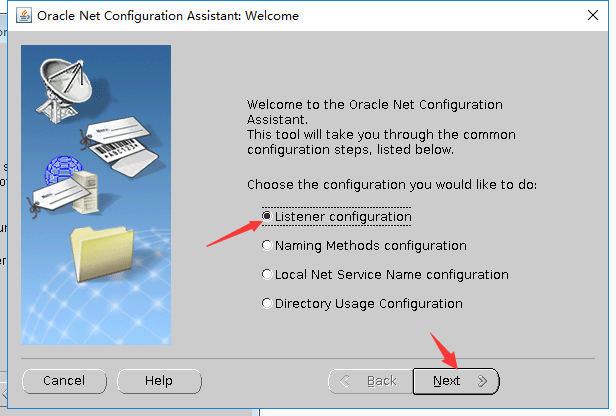 Oracle Net Configuration Assistant: Welcome
Welcome to the Oracle Net Configuration
Assistant.
This tool will take you through the common
configuration steps, listed below.
Choose the configuration you would like to do:
Listener configuration
Naming Methods configuration
Local Net Service Name configuration
Directory Usage Configuration
Cancel
Help
Back
Next